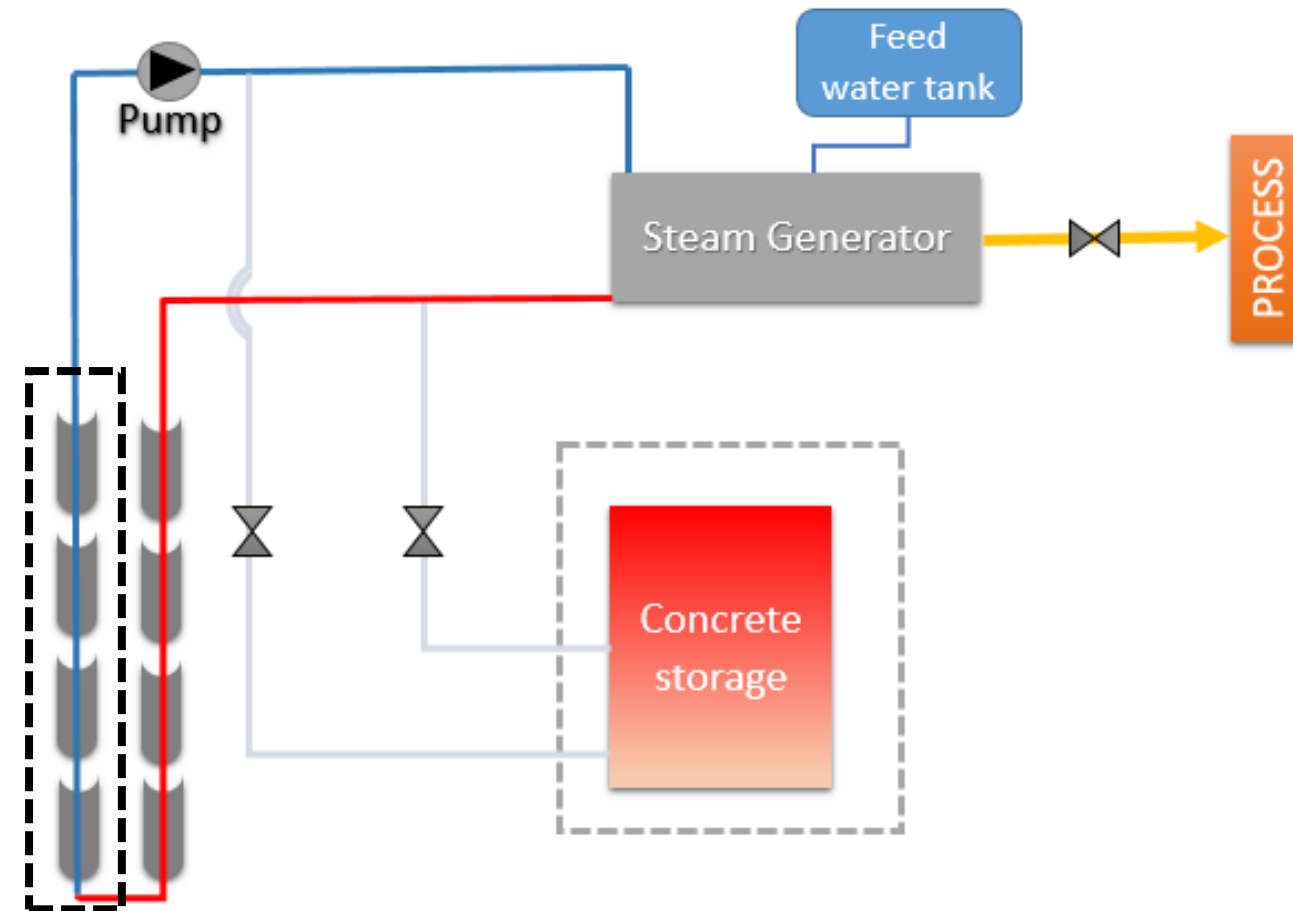 Feed
water tank
Pump
Steam Generator
PROCESS
Concrete
storage